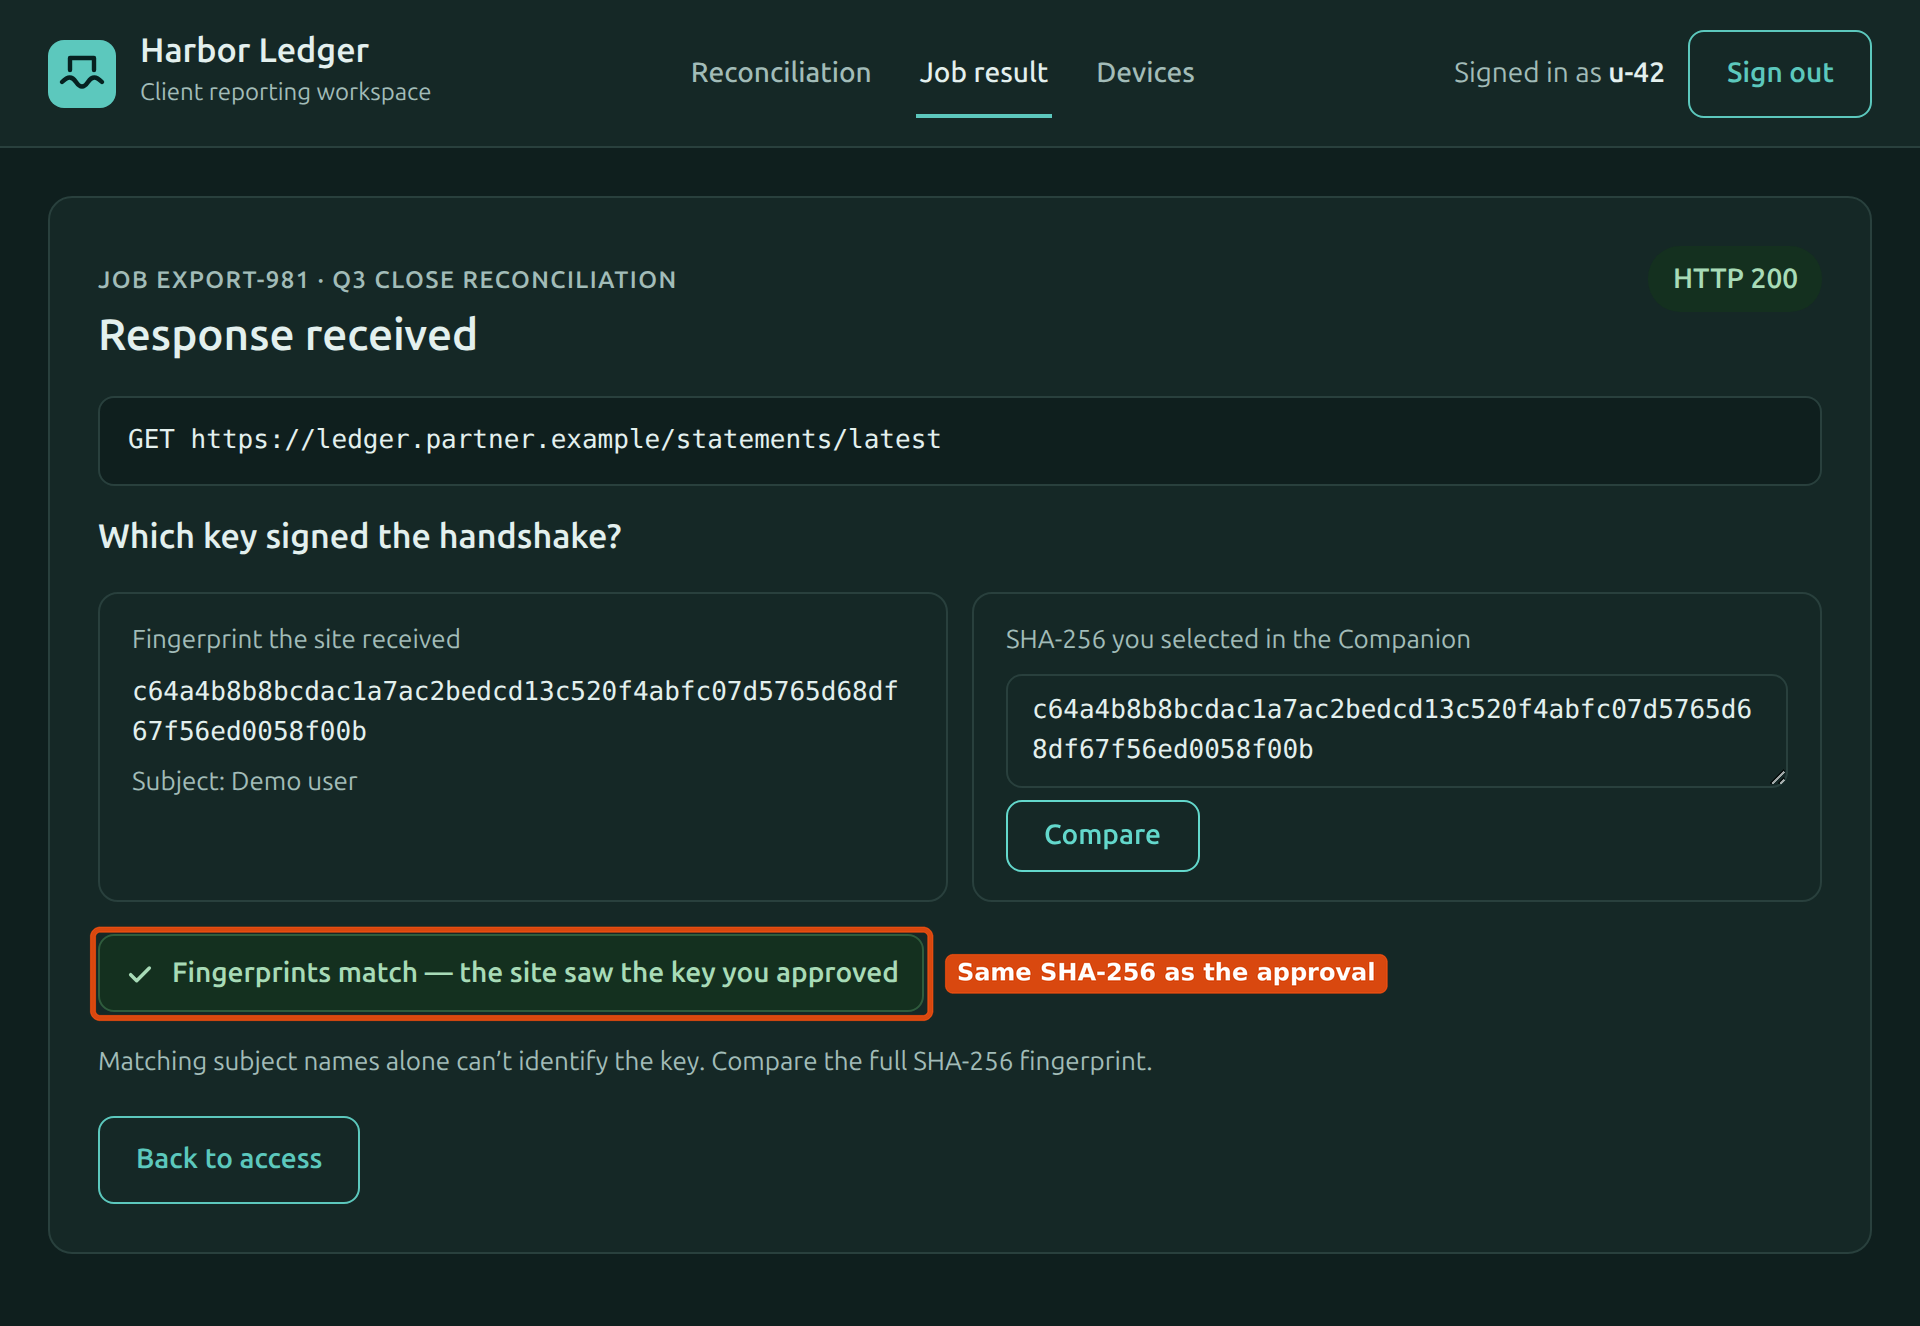 Harbor Ledger
Client reporting workspace
Reconciliation
Job result
Devices
Signed in as u-42
Sign out
JOB EXPORT-981 · Q3 CLOSE RECONCILIATION
HTTP 200
Response received
GET https://ledger.partner.example/statements/latest
Which key signed the handshake?
Fingerprint the site received
c64a4b8b8bcdac1a7ac2bedcd13c520f4abfc07d5765d68df
67f56ed0058f00b
Subject: Demo user
SHA-256 you selected in the Companion
c64a4b8b8bcdac1a7ac2bedcd13c520f4abfc07d5765d6
8df67f56ed0058f00b
Compare
Fingerprints match — the site saw the key you approved
Same SHA-256 as the approval
Matching subject names alone can’t identify the key. Compare the full SHA-256 fingerprint.
Back to access